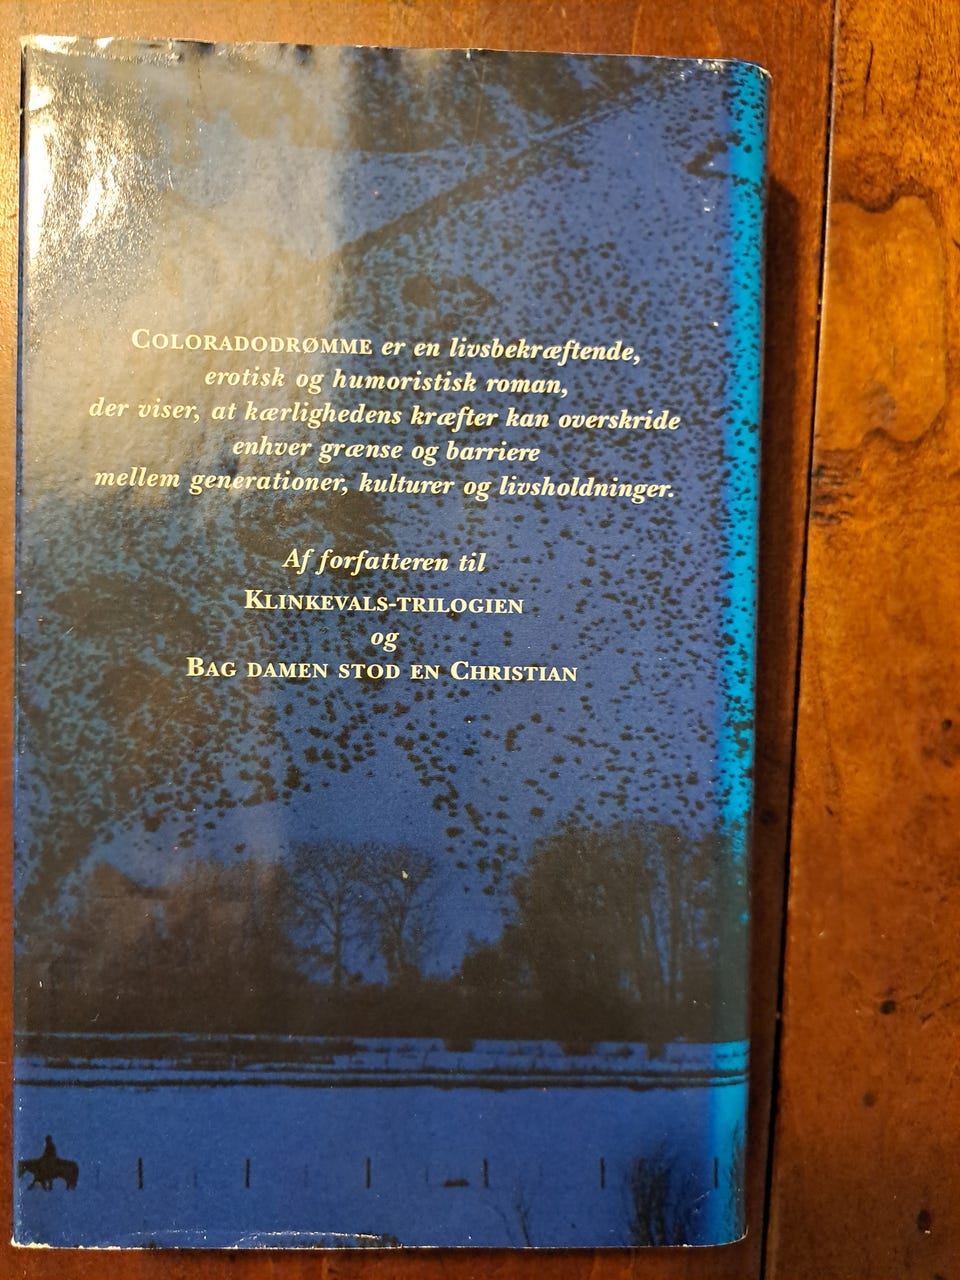 COLORADODRØMME er en livsbekræftende,
erotisk og humoristisk roman,
der viser, at kærlighedens kræfter kan overskride
enhver grænse og barriere
mellem generationer, kulturer og livsholdninger.
Af forfatteren til
KLINKEVALS-TRILOGIEN
og
BAG DAMEN STOD EN CHRISTIAN